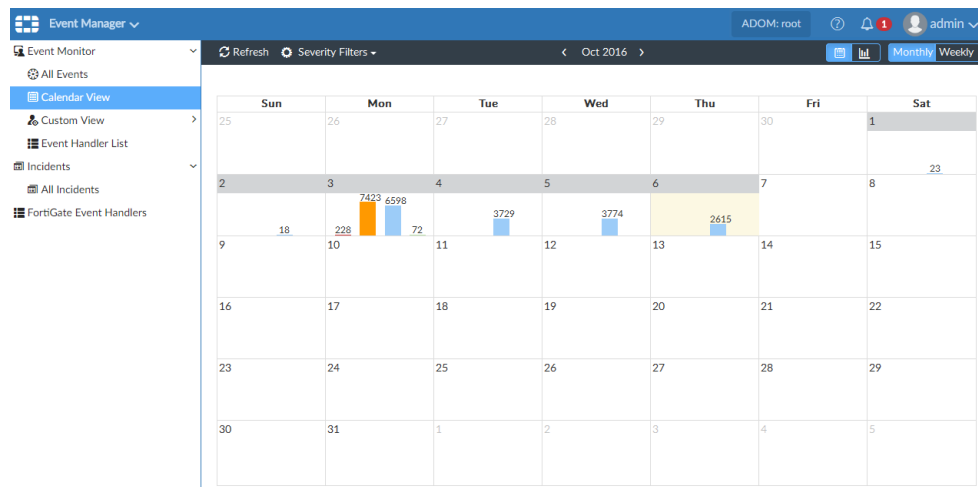 Event Manager
ADOM: root
1
admin
Event Monitor
All Events
Calendar View
Custom View
Event Handler List
Incidents
All Incidents
FortiGate Event Handlers
Refresh Severity Filters
Oct 2016
Monthly Weekly
Sun Mon Tue Wed Thu Fri Sat
25 26 27 28 29 30 1
23
2 3 4 5 6 7 8
18 228 7423 6598 72 3729 3774 2615
9 10 11 12 13 14 15
16 17 18 19 20 21 22
23 24 25 26 27 28 29
30 31 1 2 3 4 5